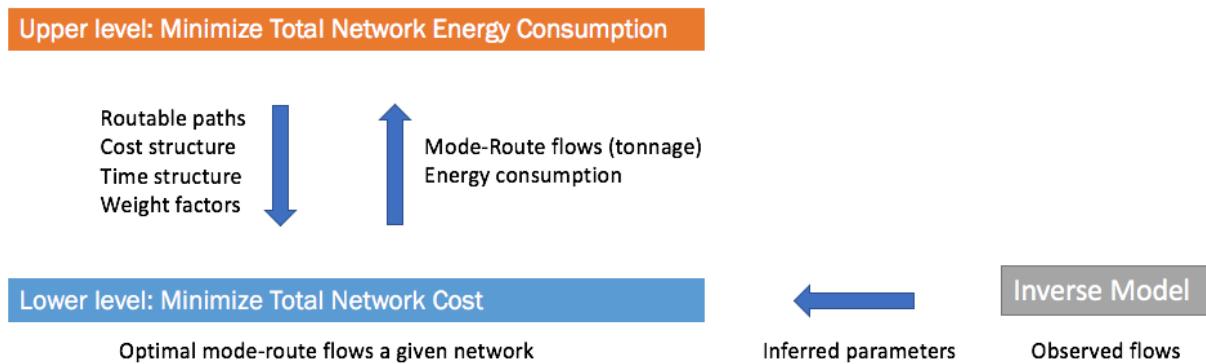 Upper level: Minimize Total Network Energy Consumption
Routable paths
Cost structure
Time structure
Weight factors
Mode-Route flows (tonnage)
Energy consumption
Lower level: Minimize Total Network Cost
Inverse Model
Optimal mode-route flows a given network
Inferred parameters
Observed flows